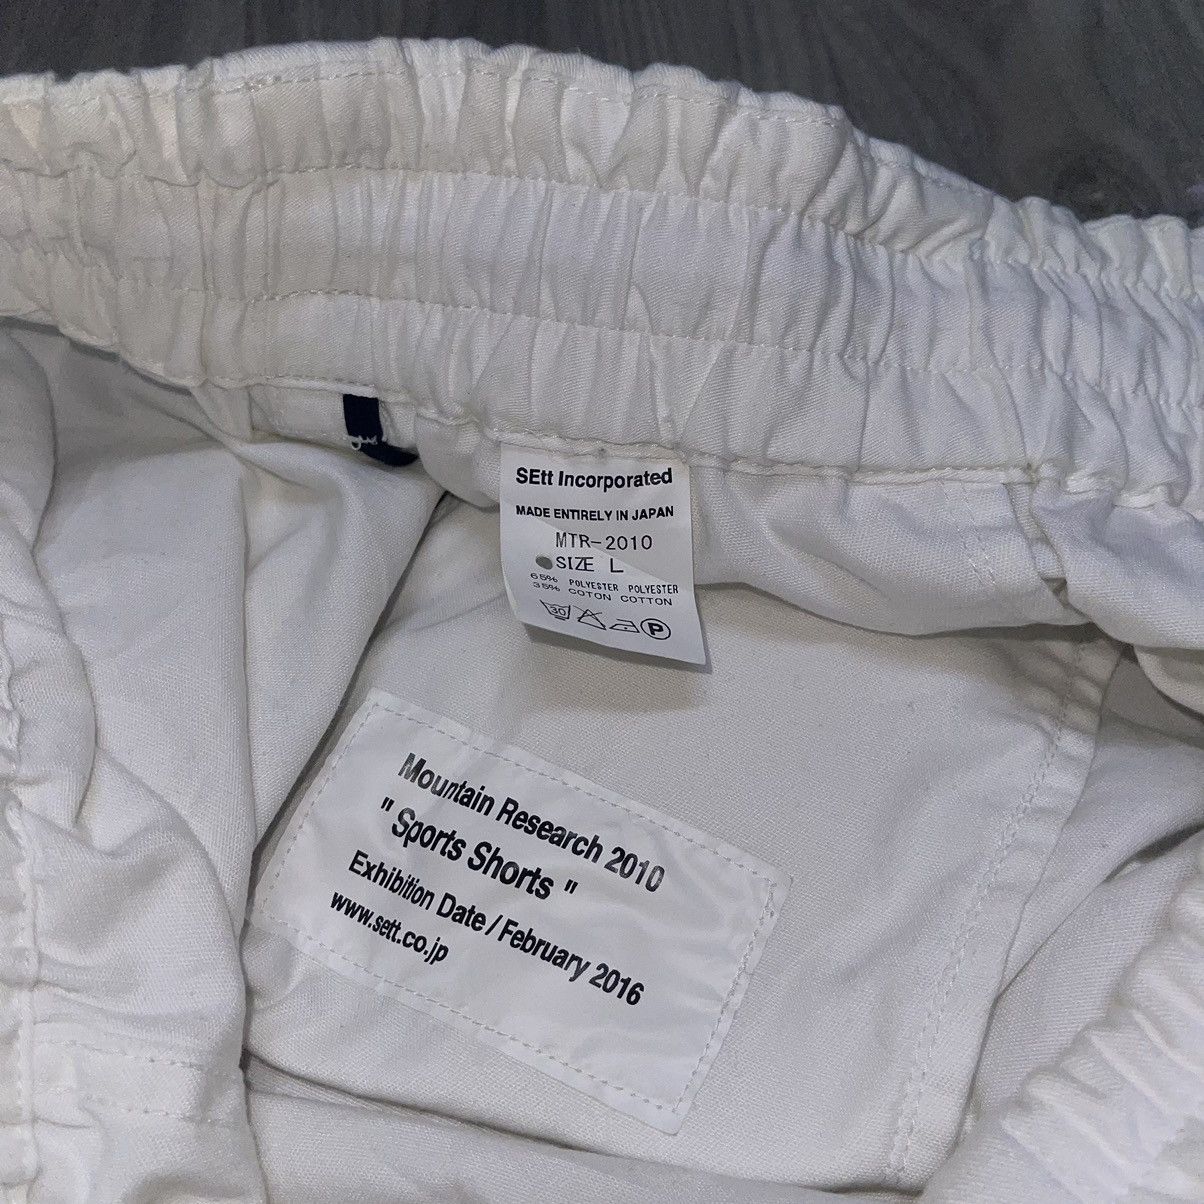 SEtt Incorporated
MADE ENTIRELY IN JAPAN
MTR-2010
SIZE L
65% POLYESTER POLYESTER
35% COTON COTTON
30
P
Mountain Research 2010
" Sports Shorts "
Exhibition Date / February 2016
www.sett.co.jp